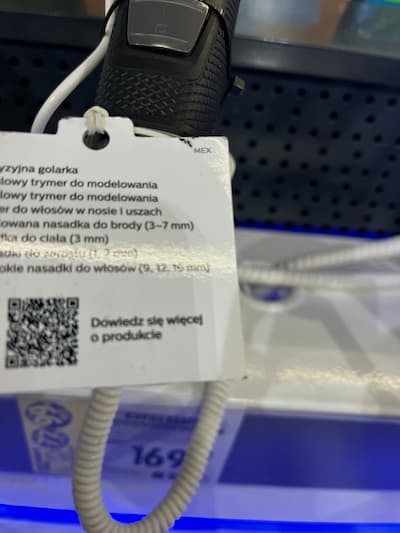 MEX
yzyjna golarka
lowy trymer do modelowania
lowy trymer do modelowania
er do włosów w nosie i uszach
lowana nasadka do brody (3–7 mm)
tka do ciała (3 mm)
adki do zarostu (1, 2 mm)
okie nasadki do włosów (9, 12, 16 mm)
Dowiedz się więcej
o produkcie
169